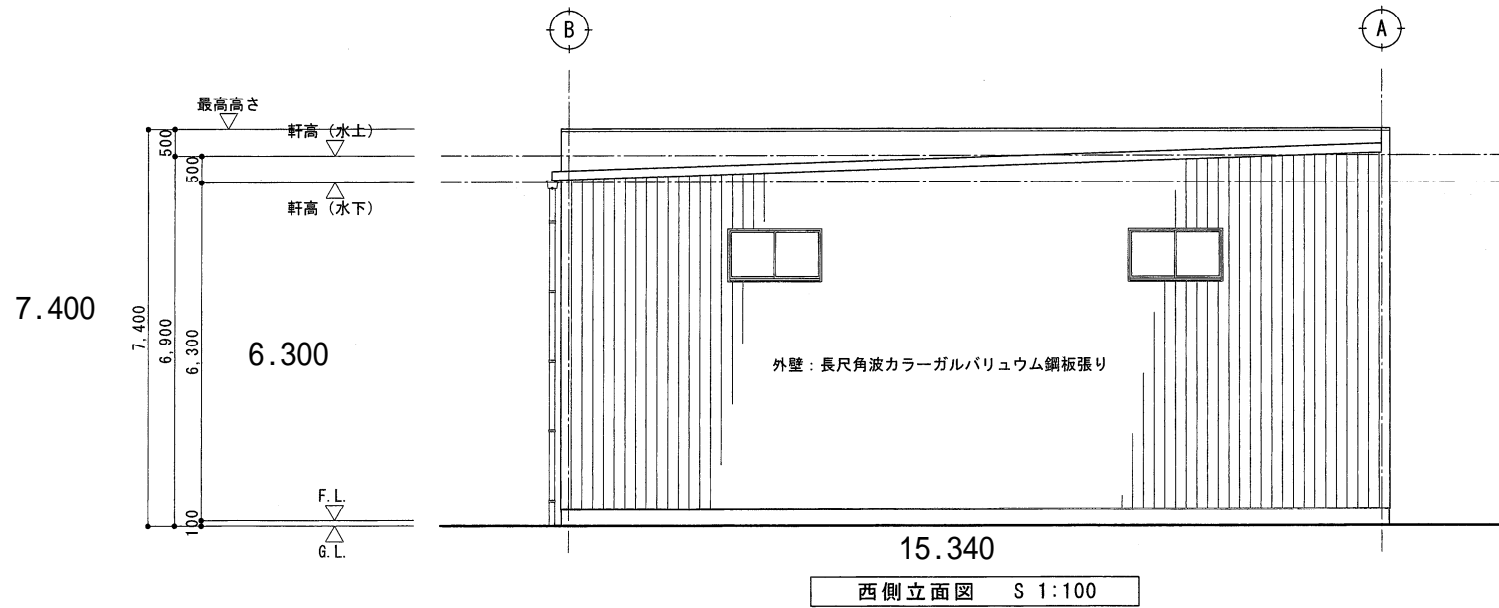 B
A
最高高さ
軒高 (水上)
500
500
軒高 (水下)
7.400
7,400
6,900
6,300
6.300
外壁：長尺角波カラーガルバリュウム鋼板張り
F.L.
100
G.L.
15.340
西側立面図 S 1:100